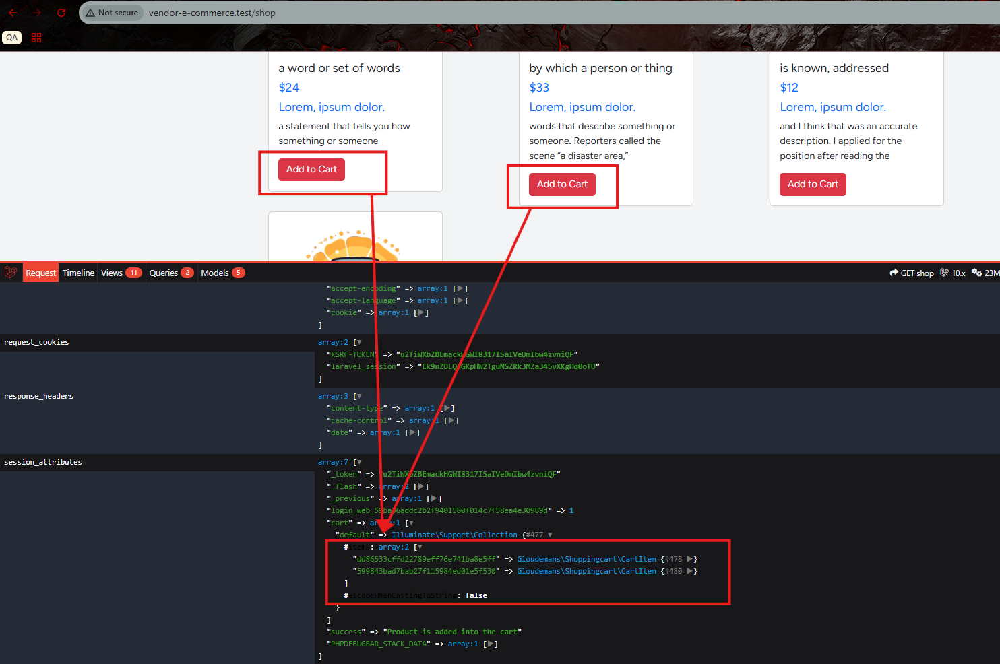 Not secure
vendor-e-commerce.test/shop
QA
a word or set of words
$24
Lorem, ipsum dolor.
a statement that tells you how
something or someone
Add to Cart
by which a person or thing
$33
Lorem, ipsum dolor.
words that describe something or
someone. Reporters called the
scene “a disaster area,”
Add to Cart
is known, addressed
$12
Lorem, ipsum dolor.
and I think that was an accurate
description. I applied for the
position after reading the
Add to Cart
Request Timeline Views 11 Queries 2 Models 5 GET shop 10.x 23M
"accept-encoding" => array:1 [▶]
"accept-language" => array:1 [▶]
"cookie" => array:1 [▶]
]
request_cookies
array:2 [▼
"XSRF-TOKEN" => "u2TiWXbZBEmackHGWI8317ISaIVeDmIbw4zvniQF"
"laravel_session" =>
]
response_headers
array:3 [▼
"content-type" => array:1 [▶]
"cache-control" => array:1 [▶]
"date" => array:1 [▶]
]
session_attributes
array:7 [▼
"_token" => "u2TiWXbZBEmackHGWI8317ISaIVeDmIbw4zvniQF"
"_flash" => array:2 [▶]
"_previous" => array:1 [▶]
"login_web_59ba36addc2b2f9401580f014c7f58ea4e30989d" => 1
"cart" => array:1 [▼
"default" => Illuminate\Support\Collection {#477 ▼
#items: array:2 [▼
"dd86533cffd22789eff76e741ba8e5ff" => Gloudemans\Shoppingcart\CartItem {#478 ▶}
"599843bad7bab27f115984ed01e5f530" => Gloudemans\Shoppingcart\CartItem {#480 ▶}
]
#escapeWhenCastingToString: false
}
]
"success" => "Product is added into the cart"
"PHPDEBUGBAR_STACK_DATA" => array:1 [▶]
]